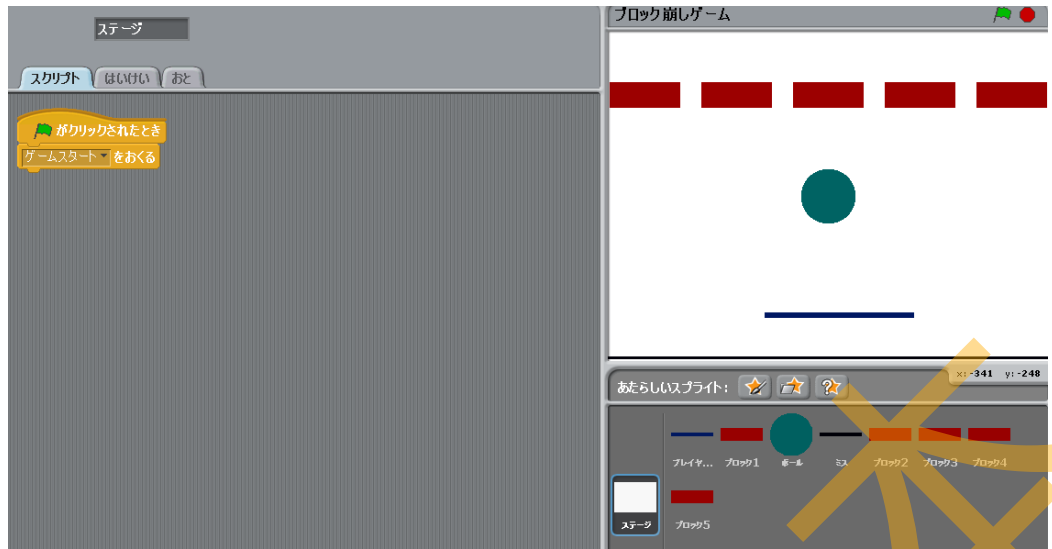 ステージ
スクリプト はいけい おと
がクリックされたとき
ゲームスタート をおくる
ブロック崩しゲーム
x: -341 y: -248
あたらしいスプライト:
プレイヤ... ブロック1 ボール ミス ブロック2 ブロック3 ブロック4
ステージ ブロック5